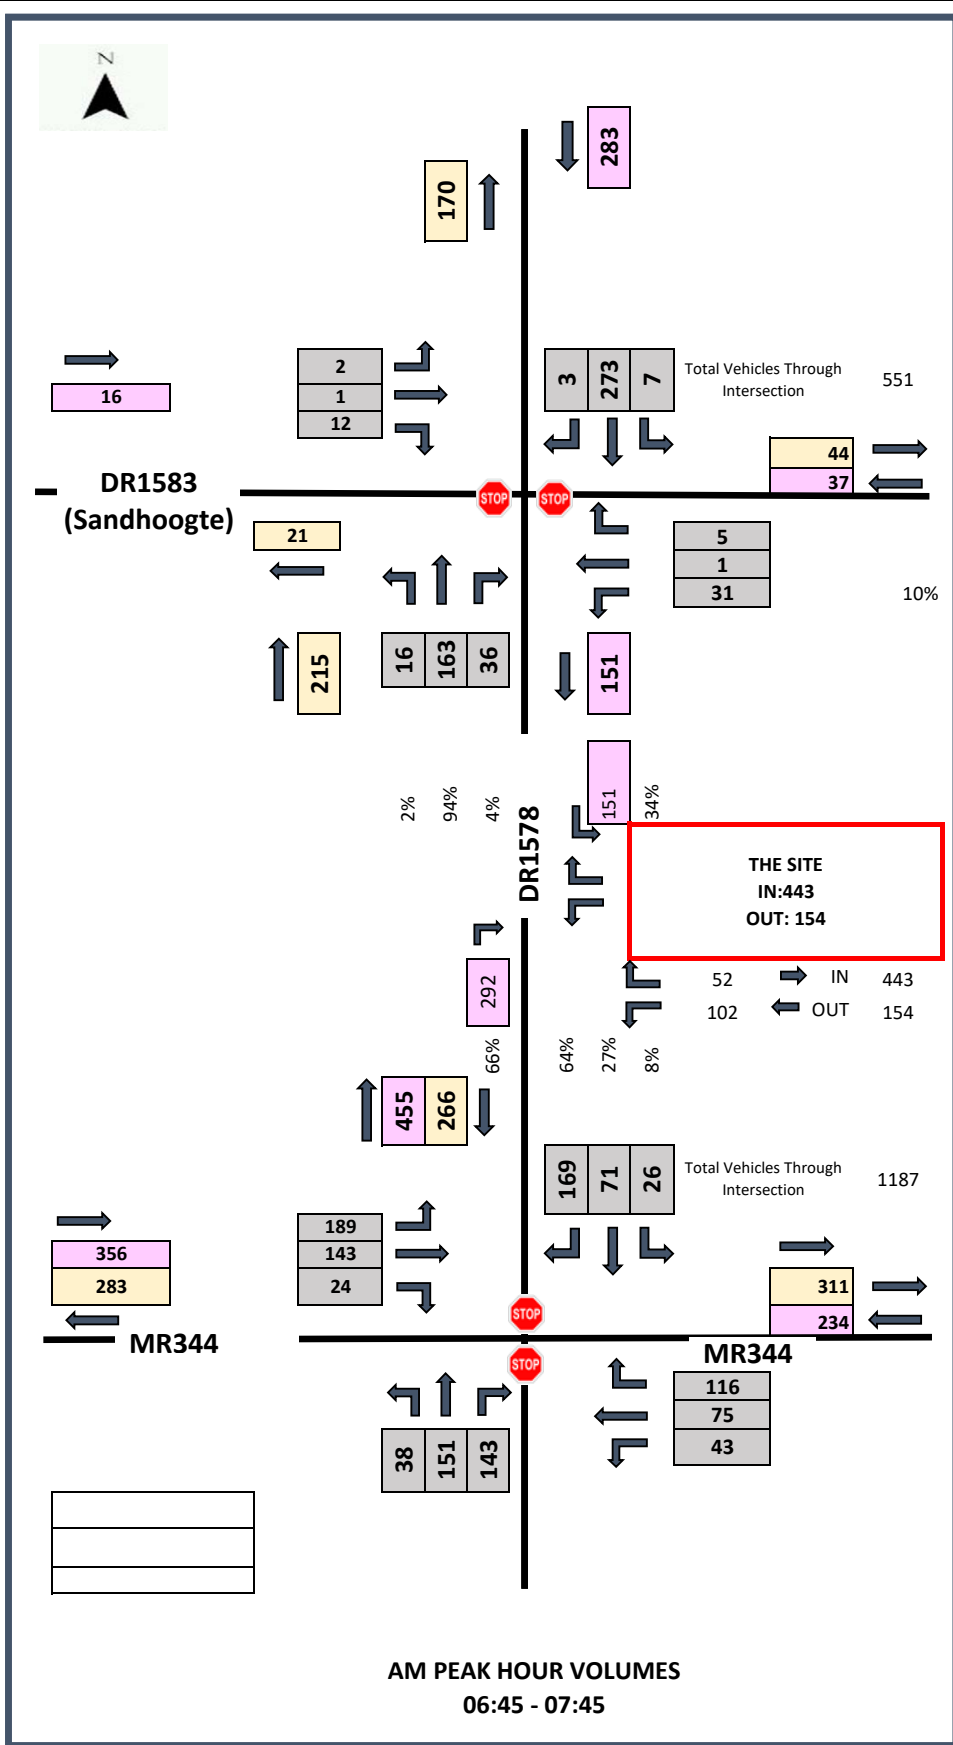 N
283
170
2
1
12
16
3 273 7
Total Vehicles Through
Intersection
551
44
37
DR1583
(Sandhoogte)
STOP
STOP
21
5
1
31
10%
16 163 36
215
151
2% 94% 4%
151
34%
DR1578
THE SITE
IN:443
OUT: 154
292
52 IN 443
102 OUT 154
66%
64% 27% 8%
455 266
169 71 26
Total Vehicles Through
Intersection
1187
356
283
189
143
24
311
234
STOP
MR344
STOP
MR344
116
75
43
38 151 143
AM PEAK HOUR VOLUMES
06:45 - 07:45